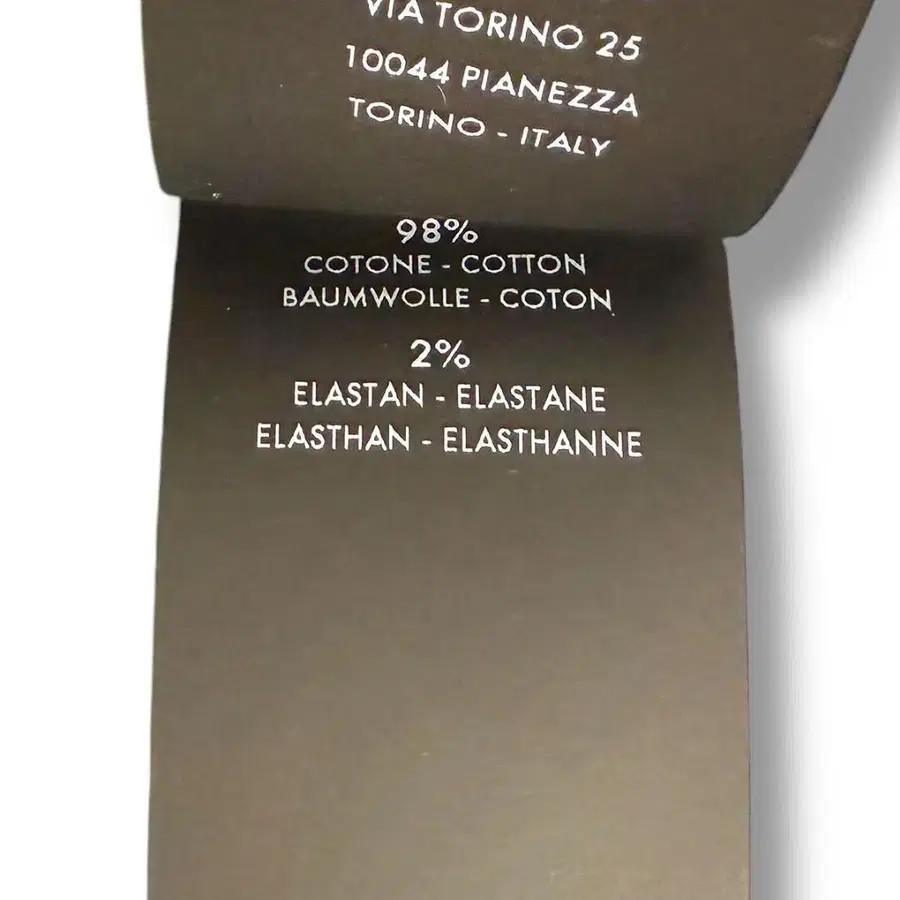 VIA TORINO 25
10044 PIANEZZA
TORINO - ITALY
98%
COTONE - COTTON
BAUMWOLLE - COTON
2%
ELASTAN - ELASTANE
ELASTHAN - ELASTHANNE